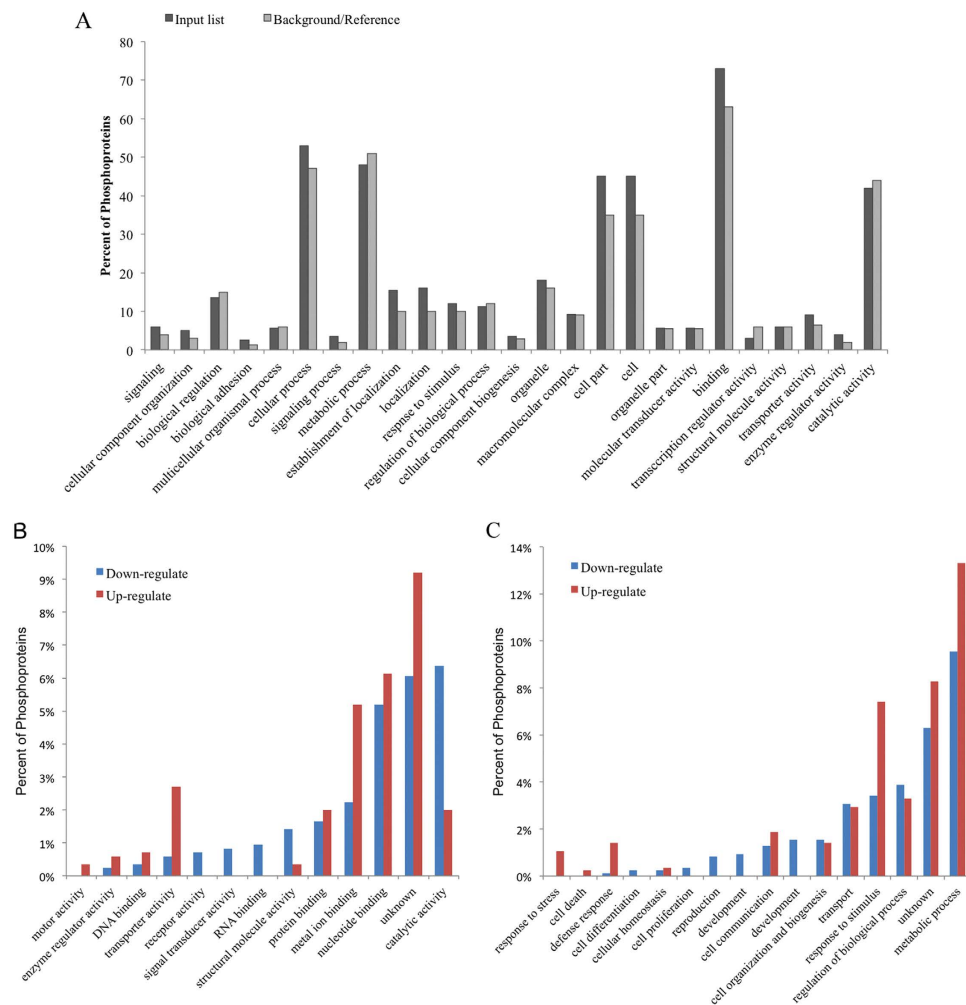 A
Input list
Background/Reference
Percent of Phosphoproteins
80
70
60
50
40
30
20
10
0
signaling
cellular component organization
biological regulation
biological adhesion
multicellular organismal process
cellular process
signaling process
metabolic process
establishment of localization
localization
respnse to stimulus
regulation of biological process
cellular component biogenesis
organelle
macromolecular complex
cell part
cell
organelle part
molecular transducer activity
binding
transccription regulator activity
structural molecule activity
transporter activity
enzyme regulator activity
catalytic activity
B
Down-regulate
Up-regulate
Percent of Phosphoproteins
10%
9%
8%
7%
6%
5%
4%
3%
2%
1%
0%
motor activity
enzyme regulator activity
DNA binding
transporter activity
receptor activity
signal transducer activity
RNA binding
structural molecule activity
protein binding
metal ion binding
nucleotide binding
unknown
catalytic activity
C
Down-regulate
Up-regulate
Percent of Phosphoproteins
14%
12%
10%
8%
6%
4%
2%
0%
response to stress
cell death
defense response
cell differentiation
cellular homeostasis
cell proliferation
reproduction
development
cell communication
development
cell organization and biogenesis
transport
response to stimulus
regulation of biological process
unknown
metabolic process